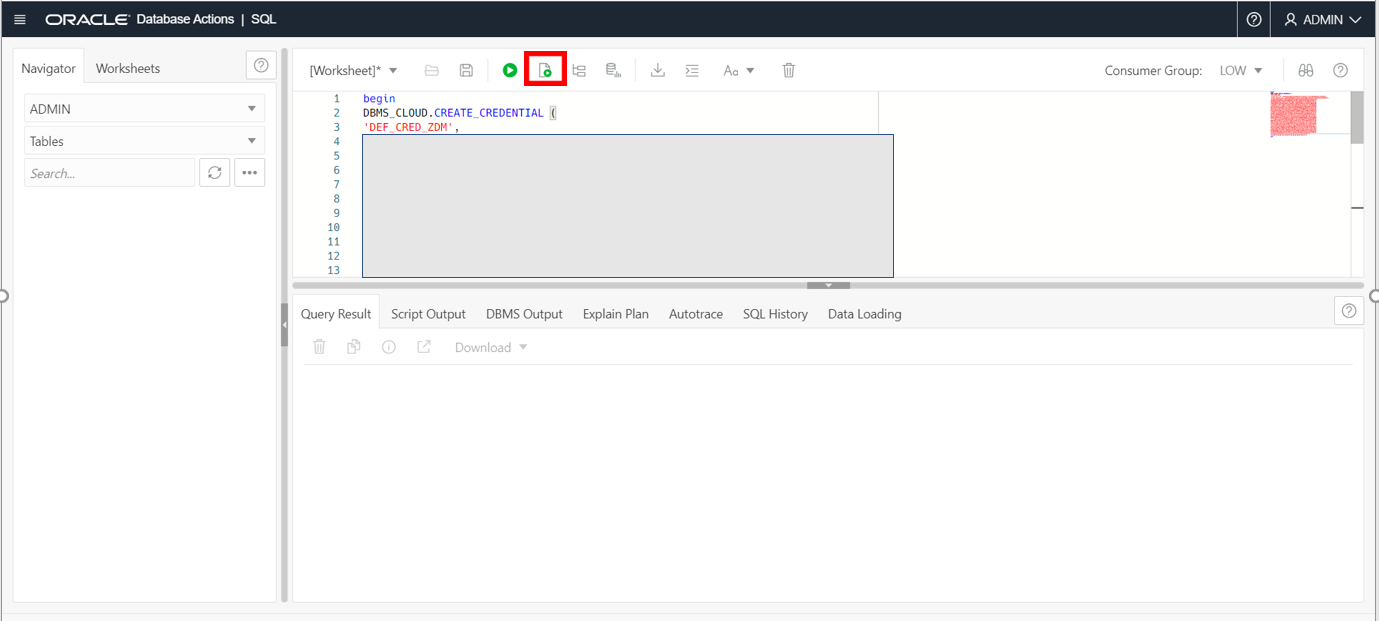 ORACLE Database Actions | SQL
ADMIN
Navigator
Worksheets
ADMIN
Tables
Search...
[Worksheet]*
Aa
Consumer Group: LOW
1 begin
2 DBMS_CLOUD.CREATE_CREDENTIAL (
3 'DEF_CRED_ZDM',
4
5
6
7
8
9
10
11
12
13
Query Result Script Output DBMS Output Explain Plan Autotrace SQL History Data Loading
Download